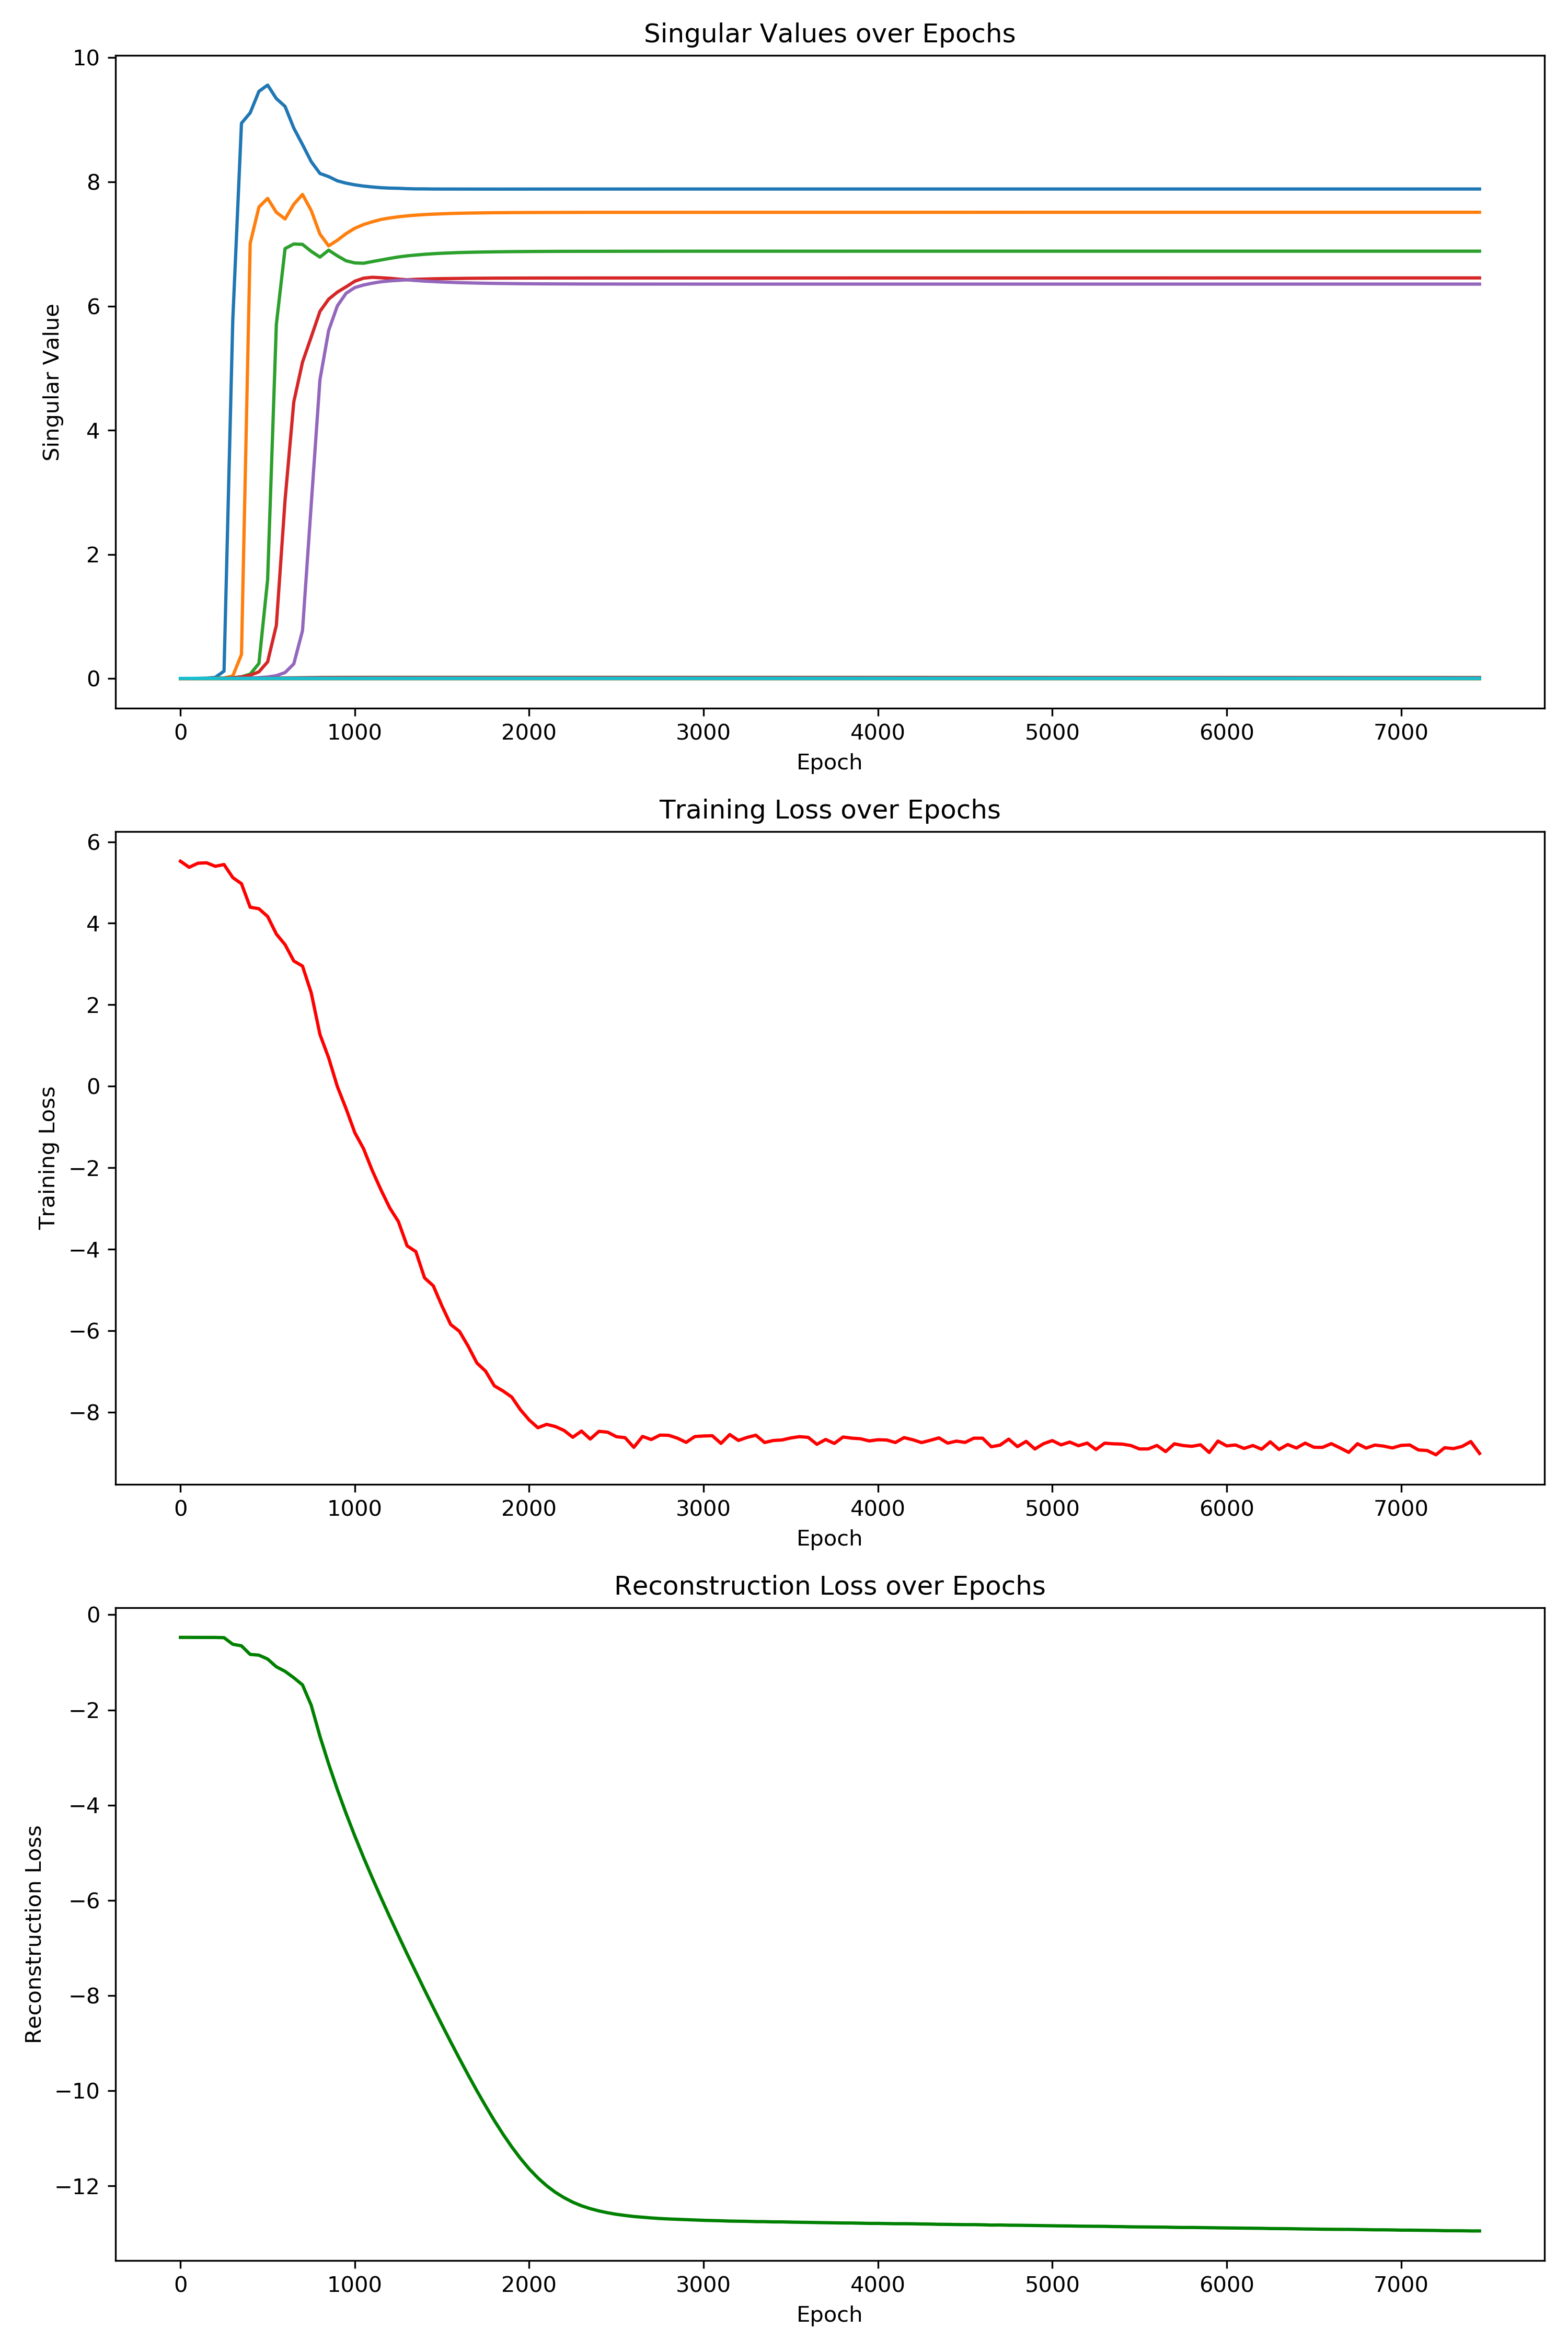 Singular Values over Epochs
10
8
6
4
2
0
Singular Value
0 1000 2000 3000 4000 5000 6000 7000
Epoch
Training Loss over Epochs
6
4
2
0
−2
−4
−6
−8
Training Loss
0 1000 2000 3000 4000 5000 6000 7000
Epoch
Reconstruction Loss over Epochs
0
−2
−4
−6
−8
−10
−12
Reconstruction Loss
0 1000 2000 3000 4000 5000 6000 7000
Epoch